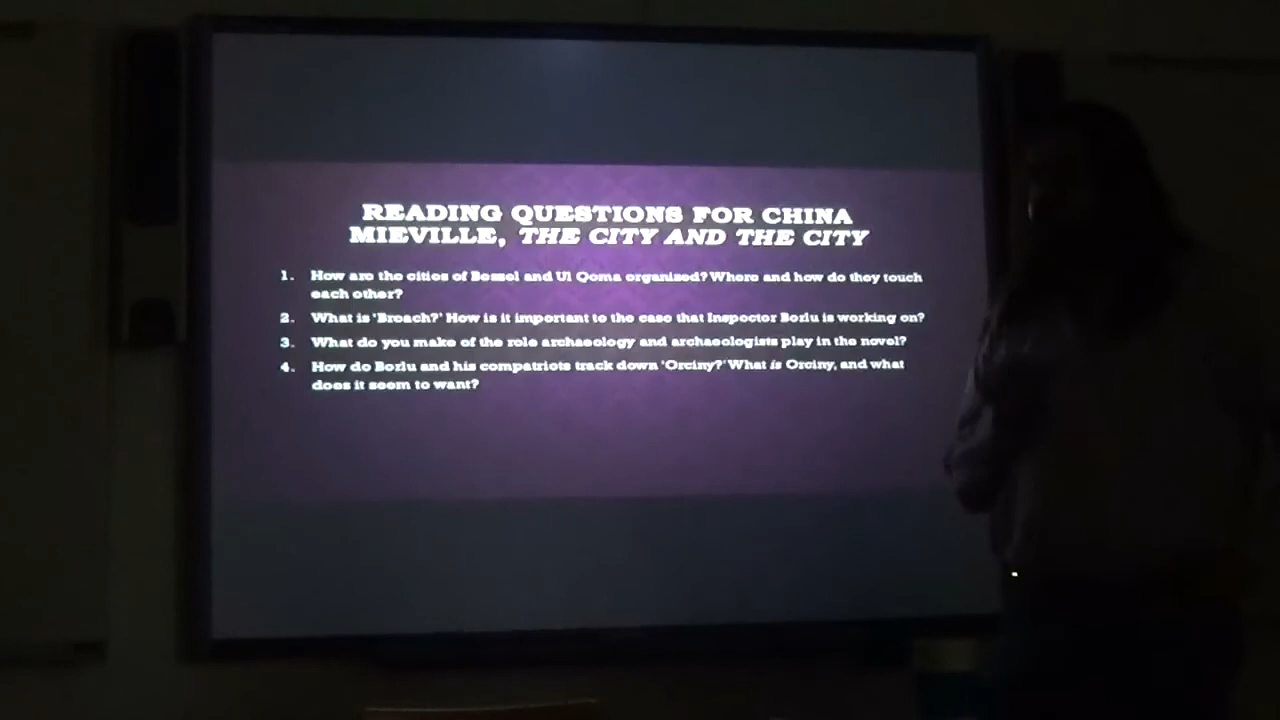 READING QUESTIONS FOR CHINA
MIEVILLE, THE CITY AND THE CITY
1. How are the cities of Beszel and Ul Qoma organized? Where and how do they touch
each other?
2. What is 'Breach?' How is it important to the case that Inspector Borlu is working on?
3. What do you make of the role archaeology and archaeologists play in the novel?
4. How do Borlu and his compatriots track down 'Orciny?' What is Orciny, and what
does it seem to want?